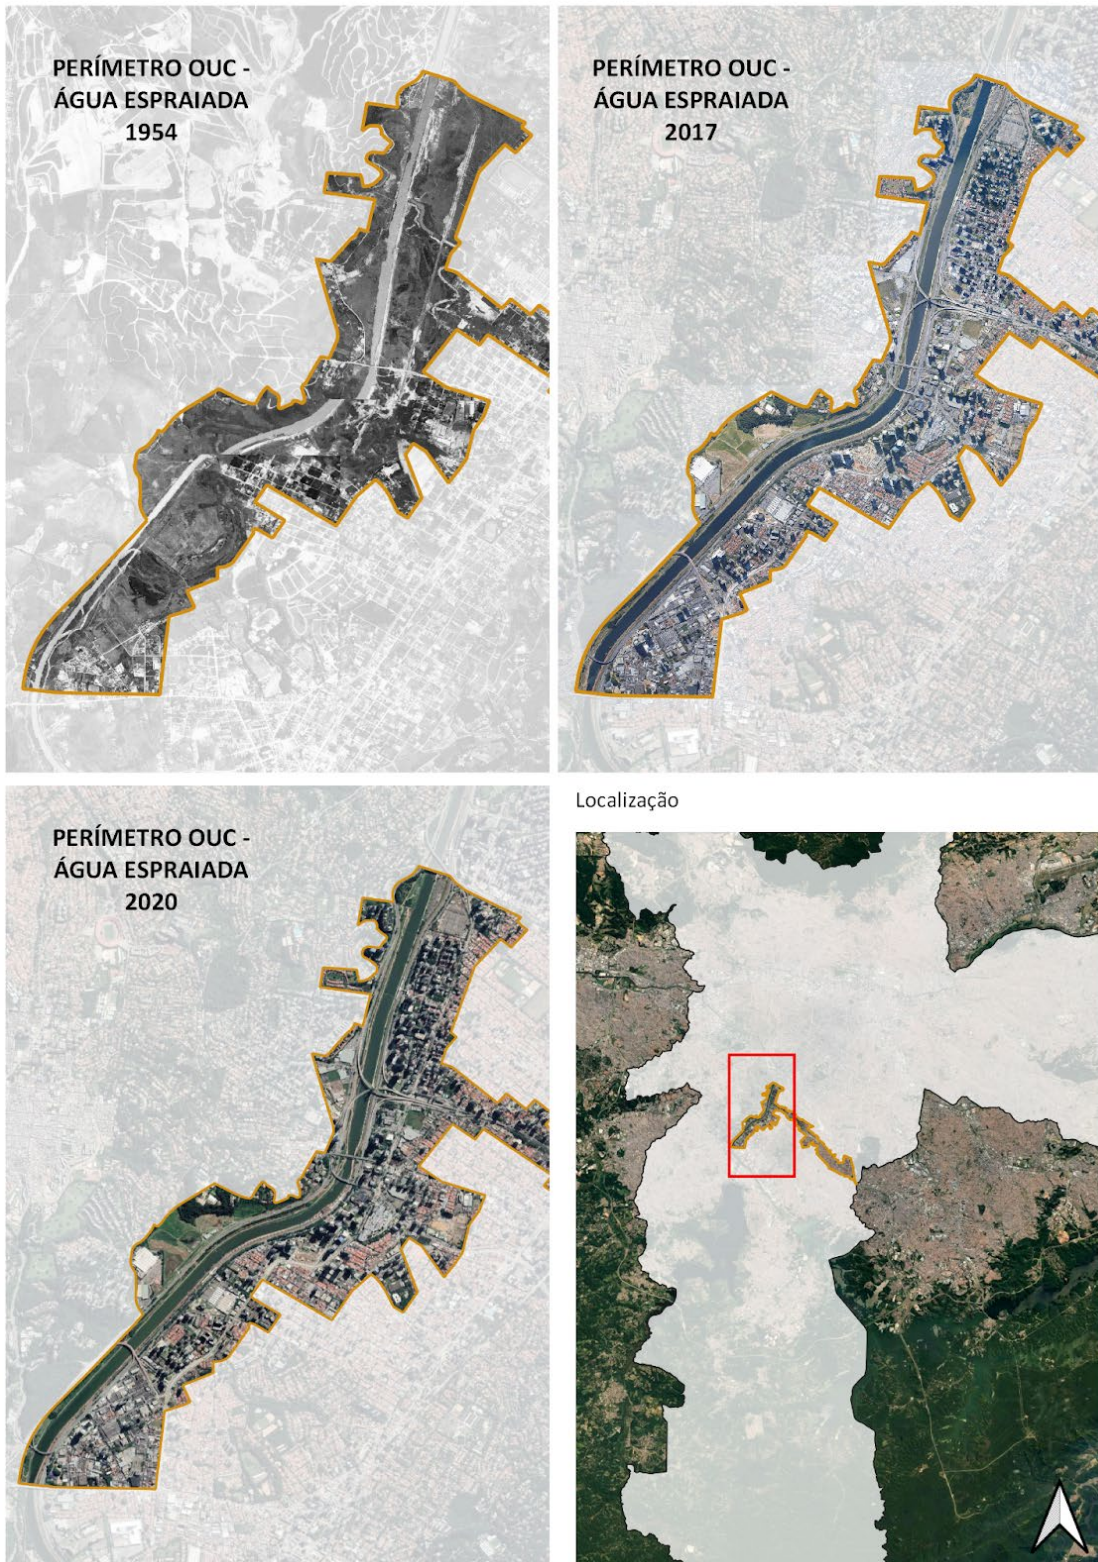 PERÍMETRO OUC -
ÁGUA ESPRAIADA
1954
PERÍMETRO OUC -
ÁGUA ESPRAIADA
2017
PERÍMETRO OUC -
ÁGUA ESPRAIADA
2020
Localização